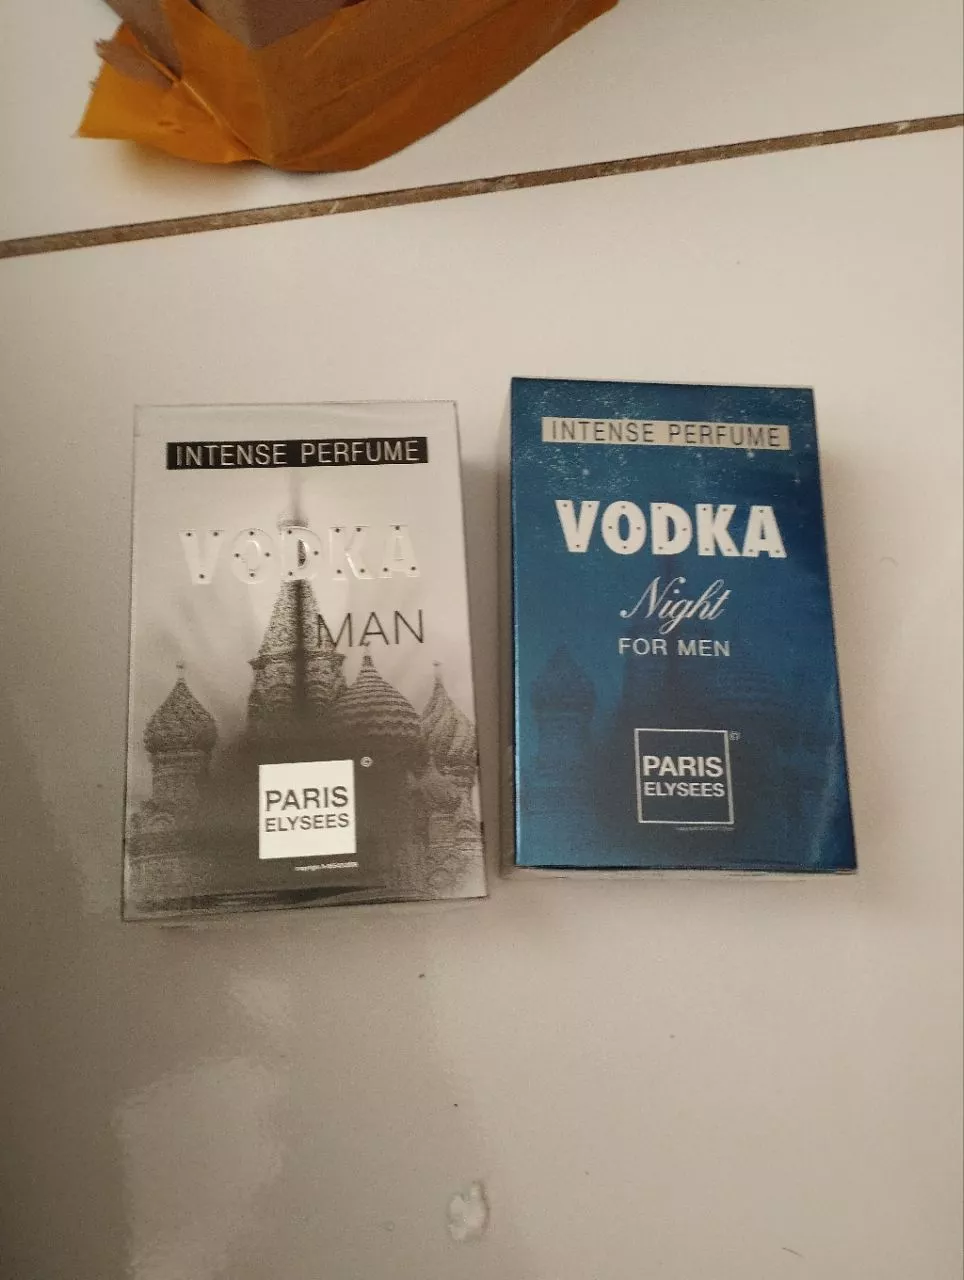 INTENSE PERFUME
VODKA
MAN
©
PARIS
ELYSEES
INTENSE PERFUME
VODKA
Night
FOR MEN
©
PARIS
ELYSEES